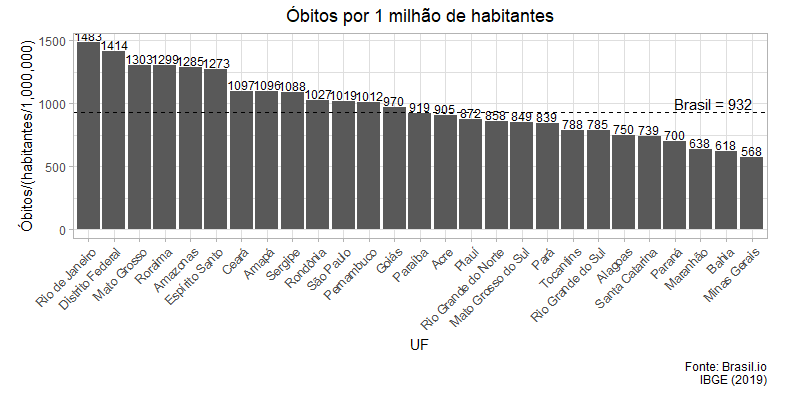 Óbitos por 1 milhão de habitantes
Óbitos/(habitantes/1,000,000)
1500
1000
500
0
1483
1414
1303
1299
1285
1273
1097
1096
1088
1027
1019
1012
970
919
905
872
858
849
839
788
785
750
739
700
638
618
568
Brasil = 932
Rio de Janeiro
Distrito Federal
Mato Grosso
Roraima
Amazonas
Espírito Santo
Ceará
Amapá
Sergipe
Rondônia
São Paulo
Pernambuco
Goiás
Paraíba
Acre
Piauí
Rio Grande do Norte
Mato Grosso do Sul
Pará
Tocantins
Rio Grande do Sul
Alagoas
Santa Catarina
Paraná
Maranhão
Bahia
Minas Gerais
UF
Fonte: Brasil.io
IBGE (2019)